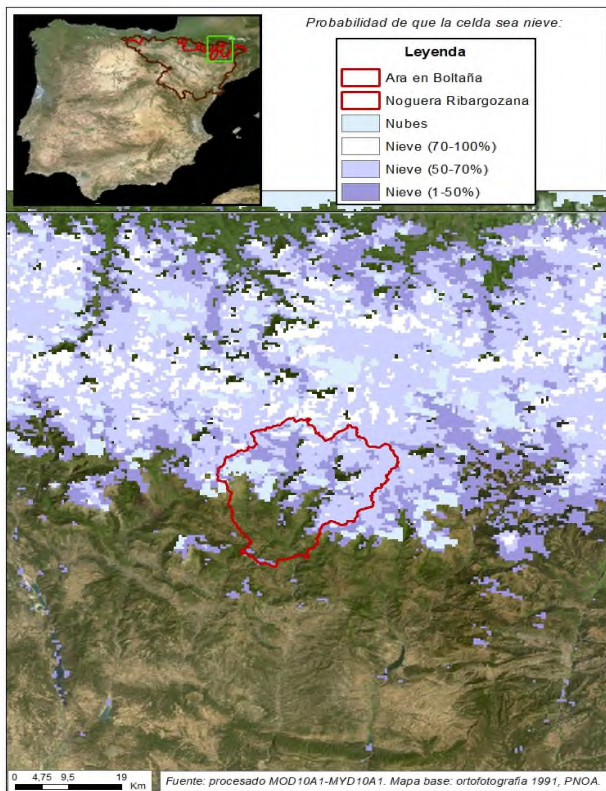 Probabilidad de que la celda sea nieve:
Leyenda
Ara en Boltaña
Noguera Ribargozana
Nubes
Nieve (70-100%)
Nieve (50-70%)
Nieve (1-50%)
0 4,75 9,5 19
Km
Fuente: procesado MOD10A1-MYD10A1. Mapa base: ortofotografía 1991, PNOA.